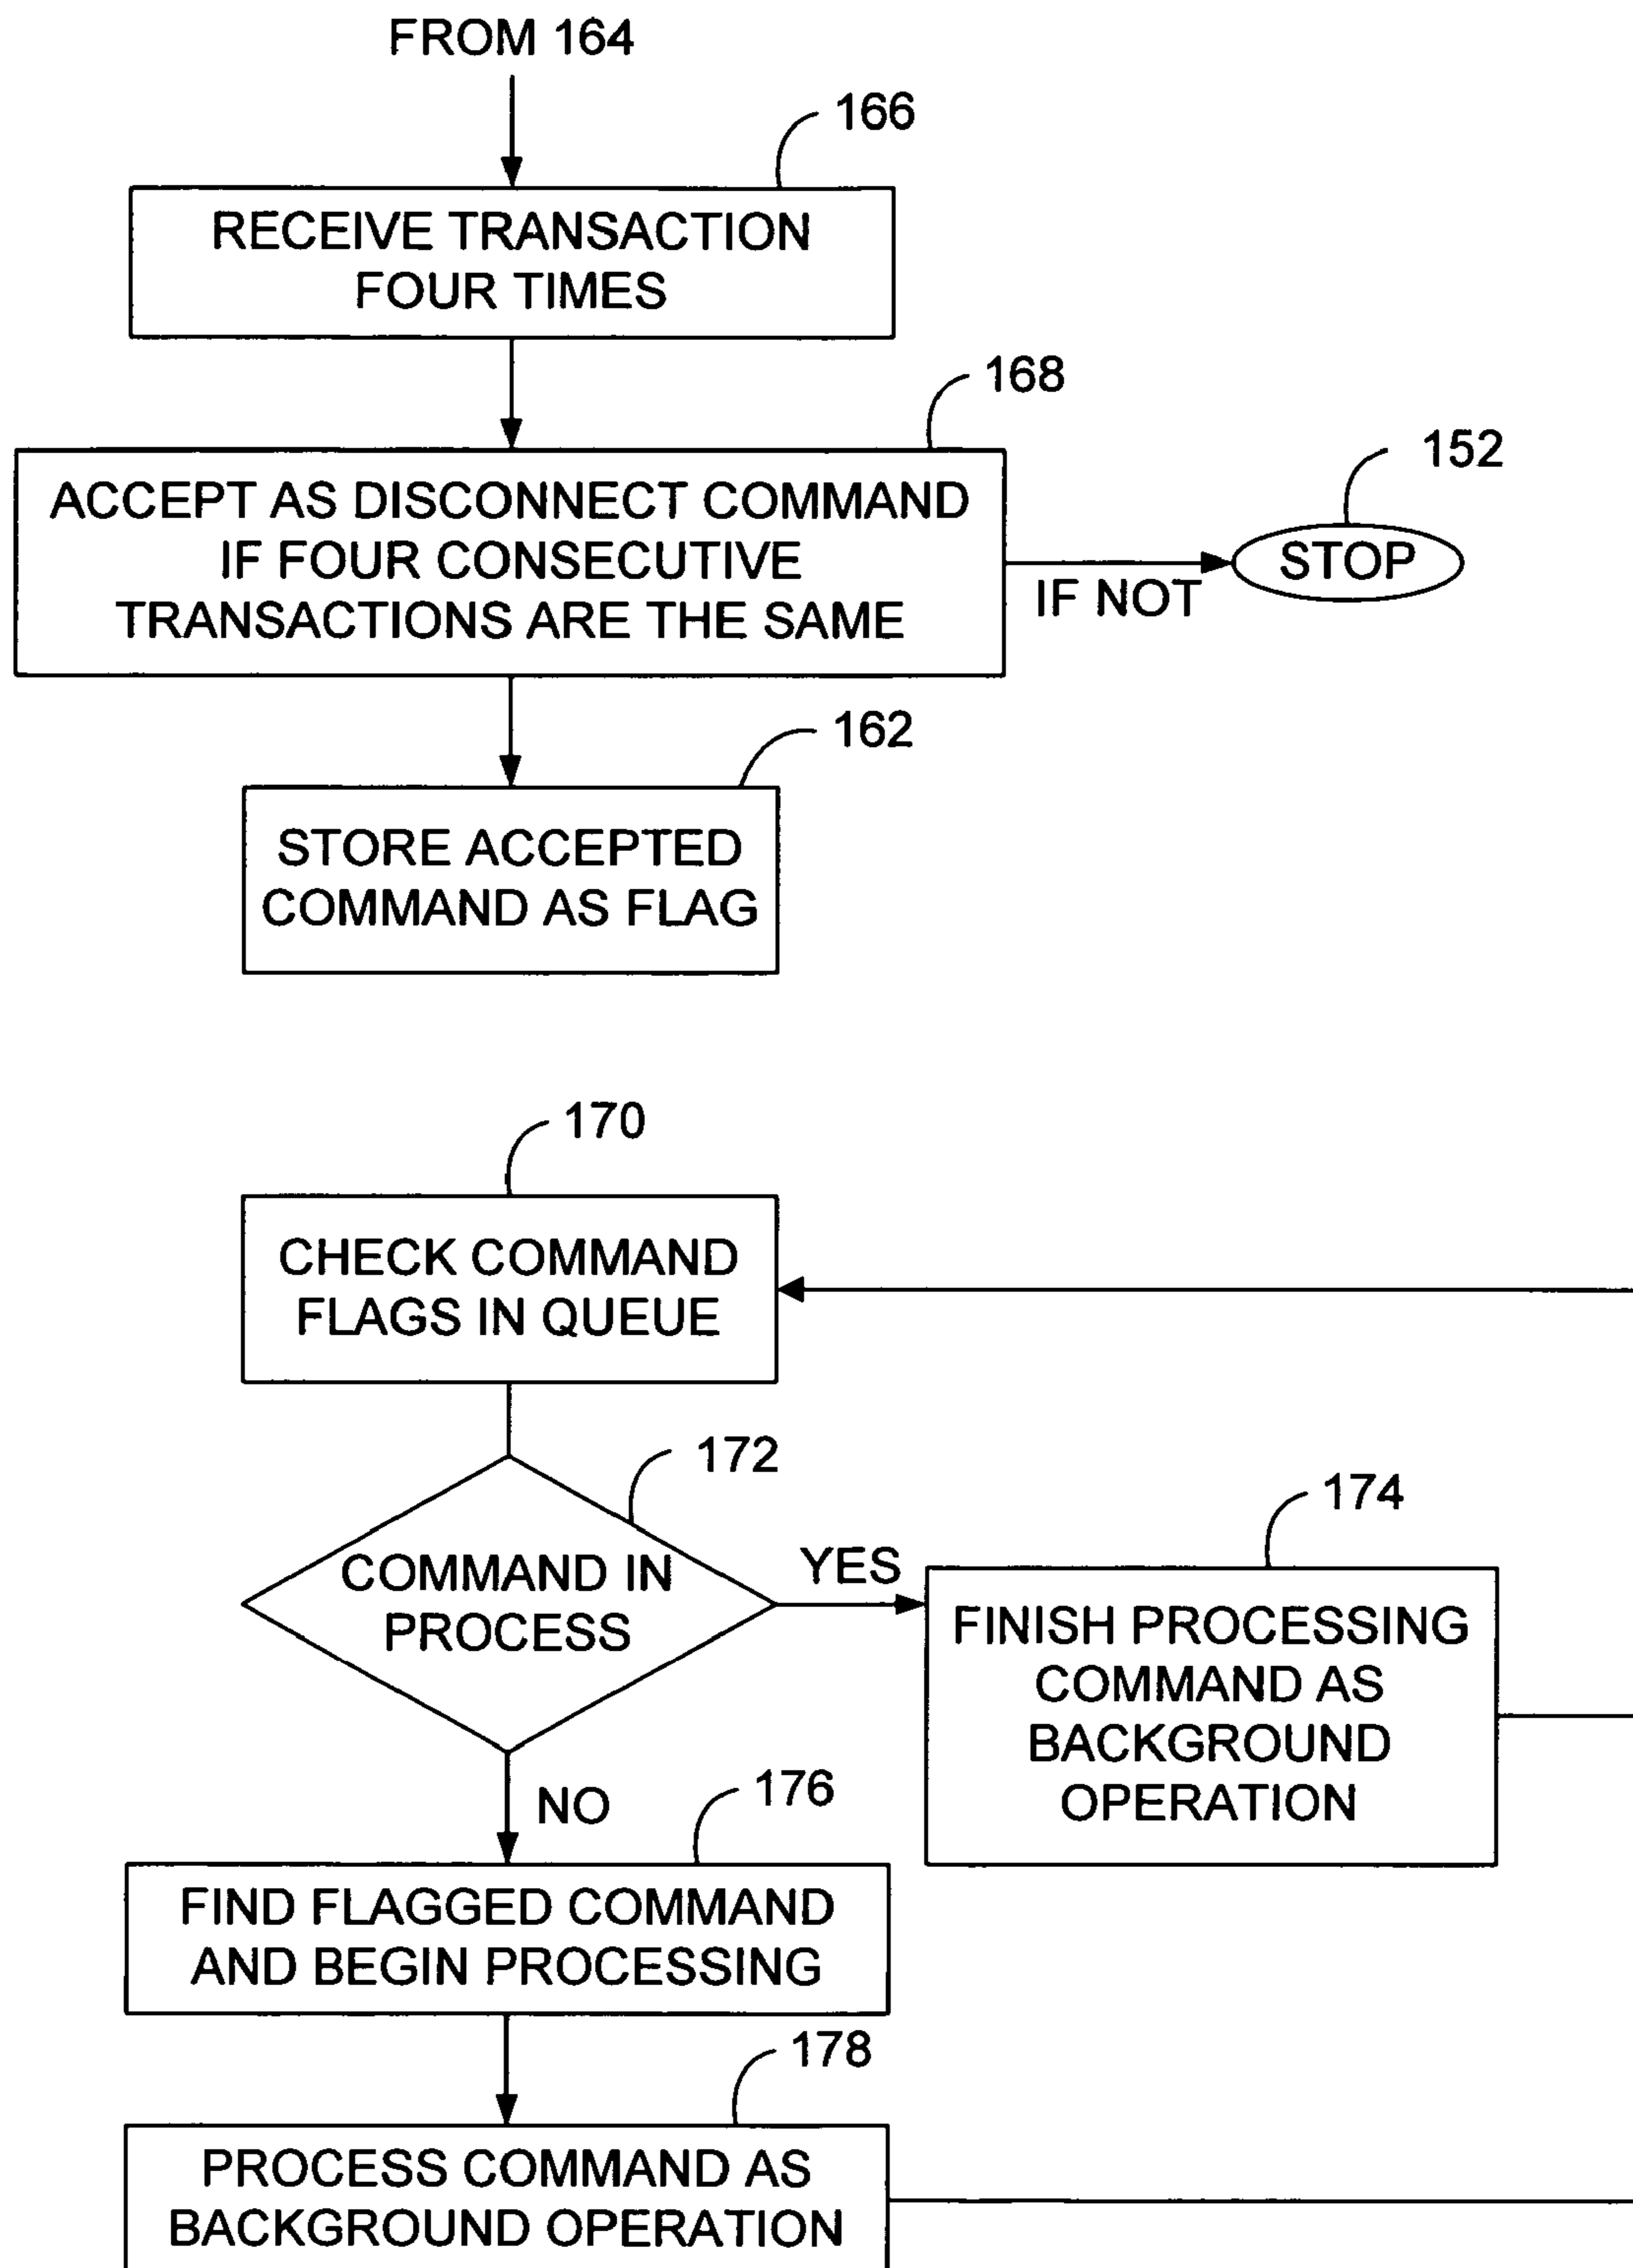 FROM 164
166
RECEIVE TRANSACTION
FOUR TIMES
168
ACCEPT AS DISCONNECT COMMAND
IF FOUR CONSECUTIVE
TRANSACTIONS ARE THE SAME
152
STOP
IF NOT
162
STORE ACCEPTED
COMMAND AS FLAG
170
CHECK COMMAND
FLAGS IN QUEUE
172
COMMAND IN
PROCESS
YES
174
FINISH PROCESSING
COMMAND AS
BACKGROUND
OPERATION
NO
176
FIND FLAGGED COMMAND
AND BEGIN PROCESSING
178
PROCESS COMMAND AS
BACKGROUND OPERATION